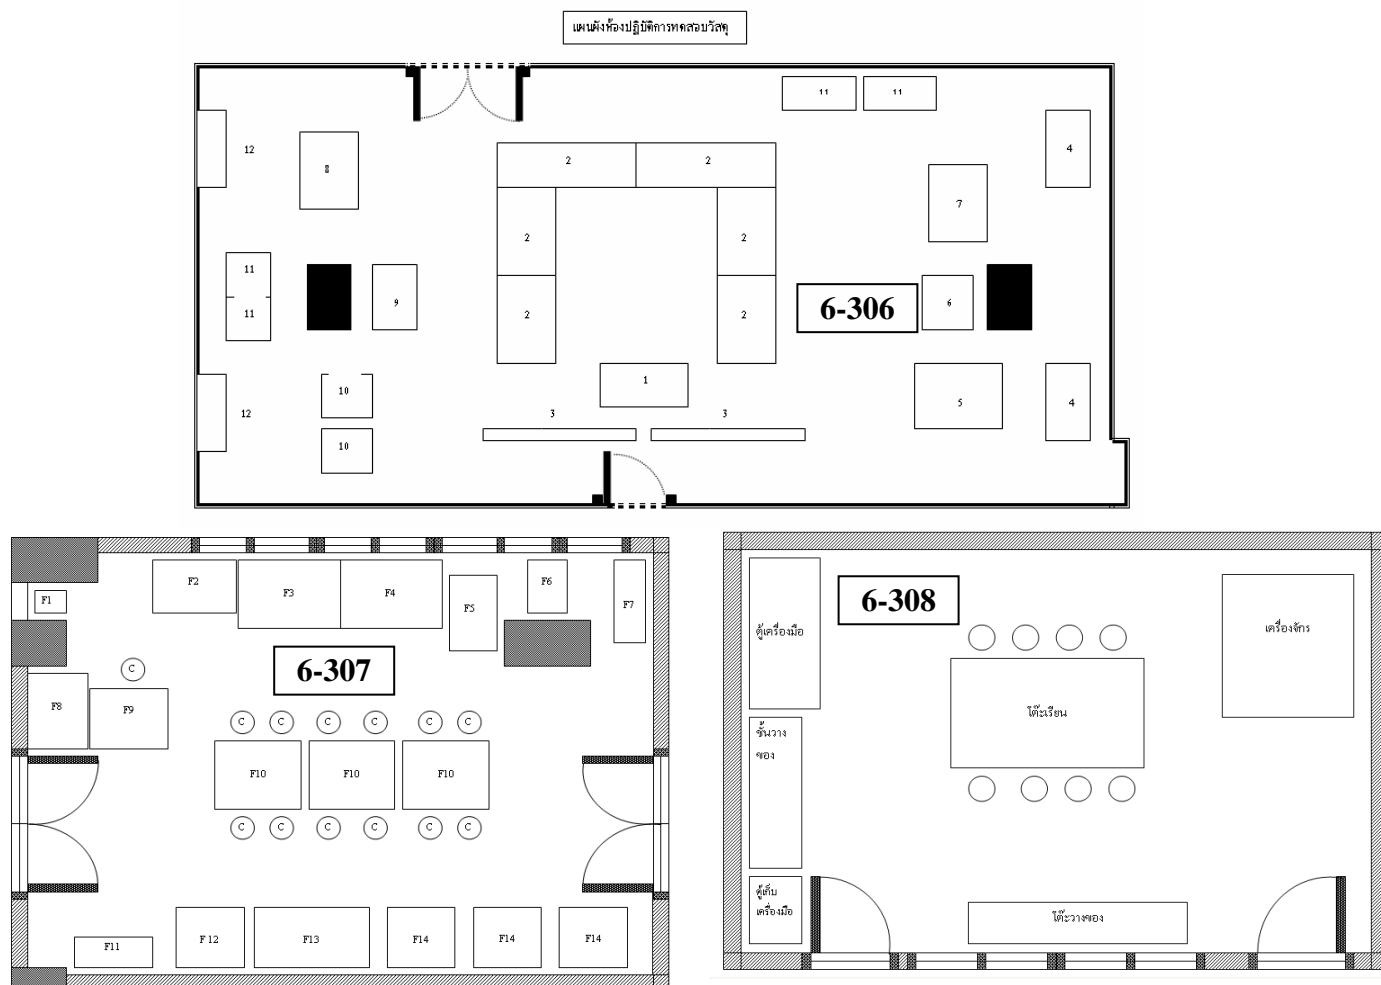 แผนผังห้องปฏิบัติการทดสอบวัสดุ
11 11
12 8 2 2 4
7
2 2
11
11 9 2 2 6-306 6
10 1 5 4
12 3 3
10
F1 F2 F3 F4 F5 F6 F7
6-307
C
F8 F9
C C C C C C
F10 F10 F10
C C C C C C
F11 F12 F13 F14 F14 F14
6-308
ตู้เครื่องมือ
เครื่องจักร
โต๊ะเรียน
ชั้นวาง
ของ
ตู้เก็บ
เครื่องมือ
โต๊ะวางของ